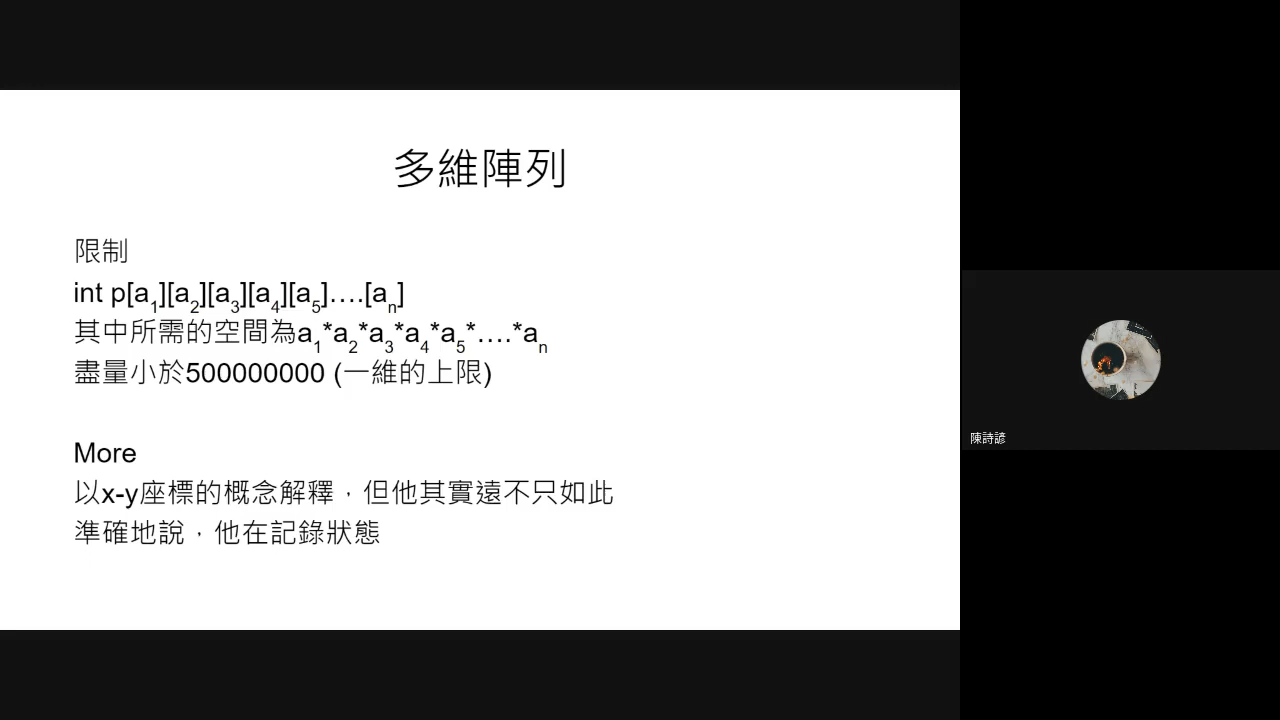 多維陣列
限制
int p[a1][a2][a3][a4][a5]….[an]
其中所需的空間為a1*a2*a3*a4*a5*….*an
盡量小於500000000 (一維的上限)
More
以x-y座標的概念解釋，但他其實遠不只如此
準確地說，他在記錄狀態
陳詩諺